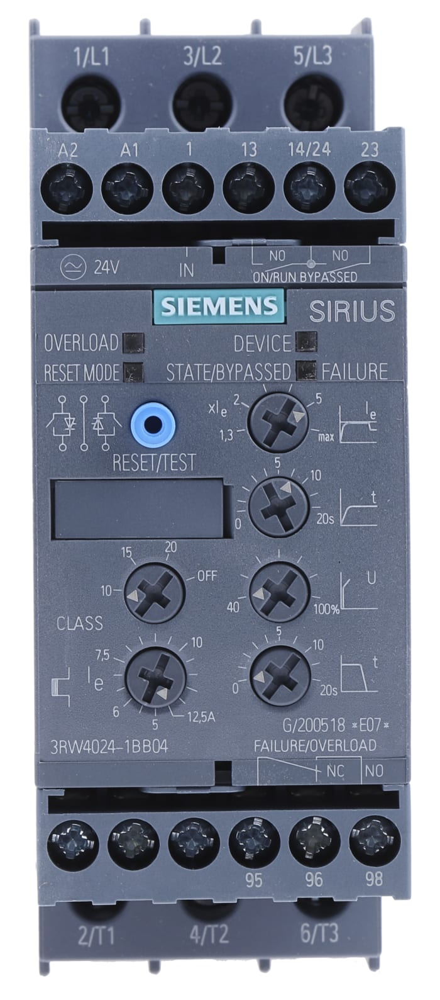 1/L1 3/L2 5/L3
A2 A1 1 13 14/24 23
24V IN NO NO
ON/RUN BYPASSED
SIEMENS SIRIUS
OVERLOAD DEVICE
RESET MODE STATE/BYPASSED FAILURE
xIe 2 5 Ie
1,3 max
RESET/TEST
5
10
t
0 20s
15 20
OFF
U
10
40 100%
CLASS
5
10 10
7,5 t
Ie
0 20s
6 5 12,5A
G/200518 *E07*
3RW4024-1BB04 FAILURE/OVERLOAD
NC NO
95 96 98
2/T1 4/T2 6/T3